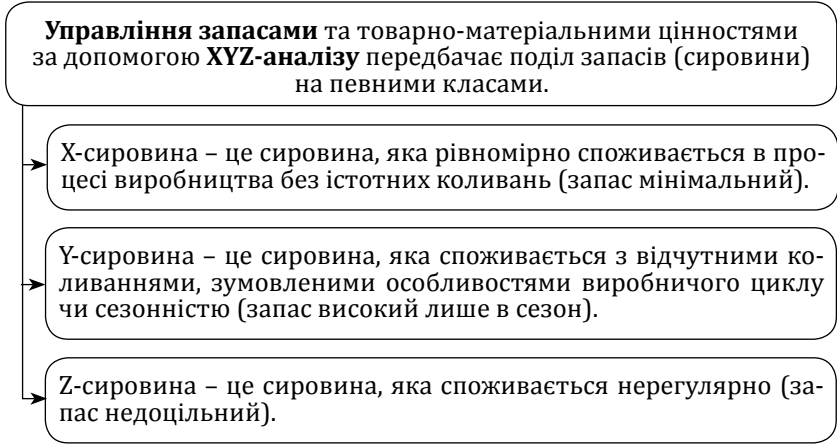 Управління запасами та товарно-матеріальними цінностями
за допомогою XYZ-аналізу передбачає поділ запасів (сировини)
на певними класами.
X-сировина – це сировина, яка рівномірно споживається в про-
цесі виробництва без істотних коливань (запас мінімальний).
Y-сировина – це сировина, яка споживається з відчутними ко-
ливаннями, зумовленими особливостями виробничого циклу
чи сезонністю (запас високий лише в сезон).
Z-сировина – це сировина, яка споживається нерегулярно (за-
пас недоцільний).